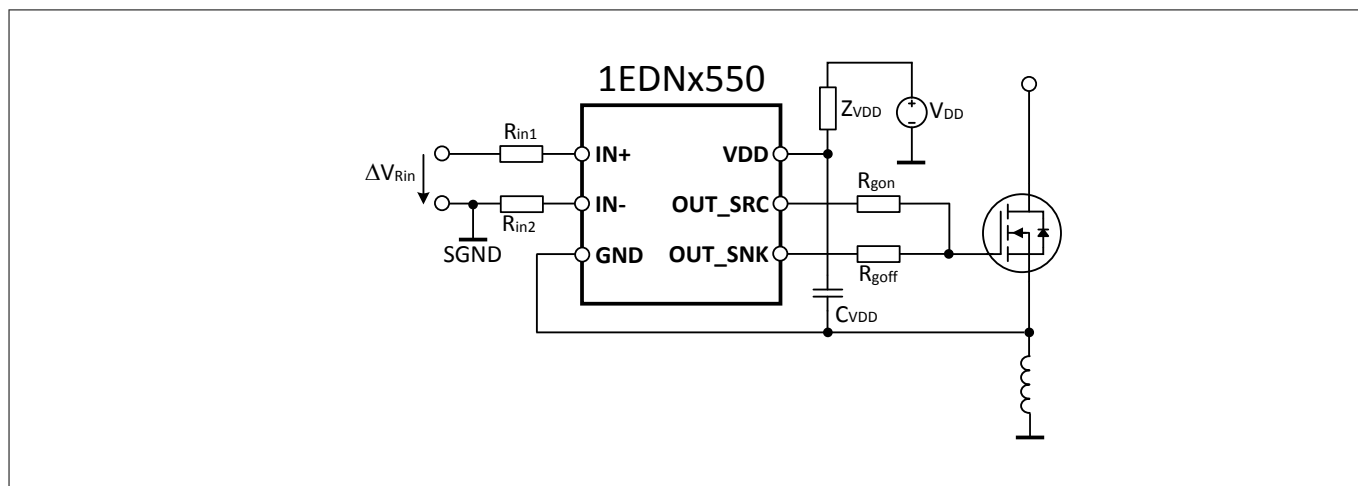 1EDNx550
ZVDD
+
-
VDD
Rin1
IN+
VDD
ΔVRin
Rgon
IN-
OUT_SRC
Rin2
SGND
GND
OUT_SNK
Rgoff
CVDD